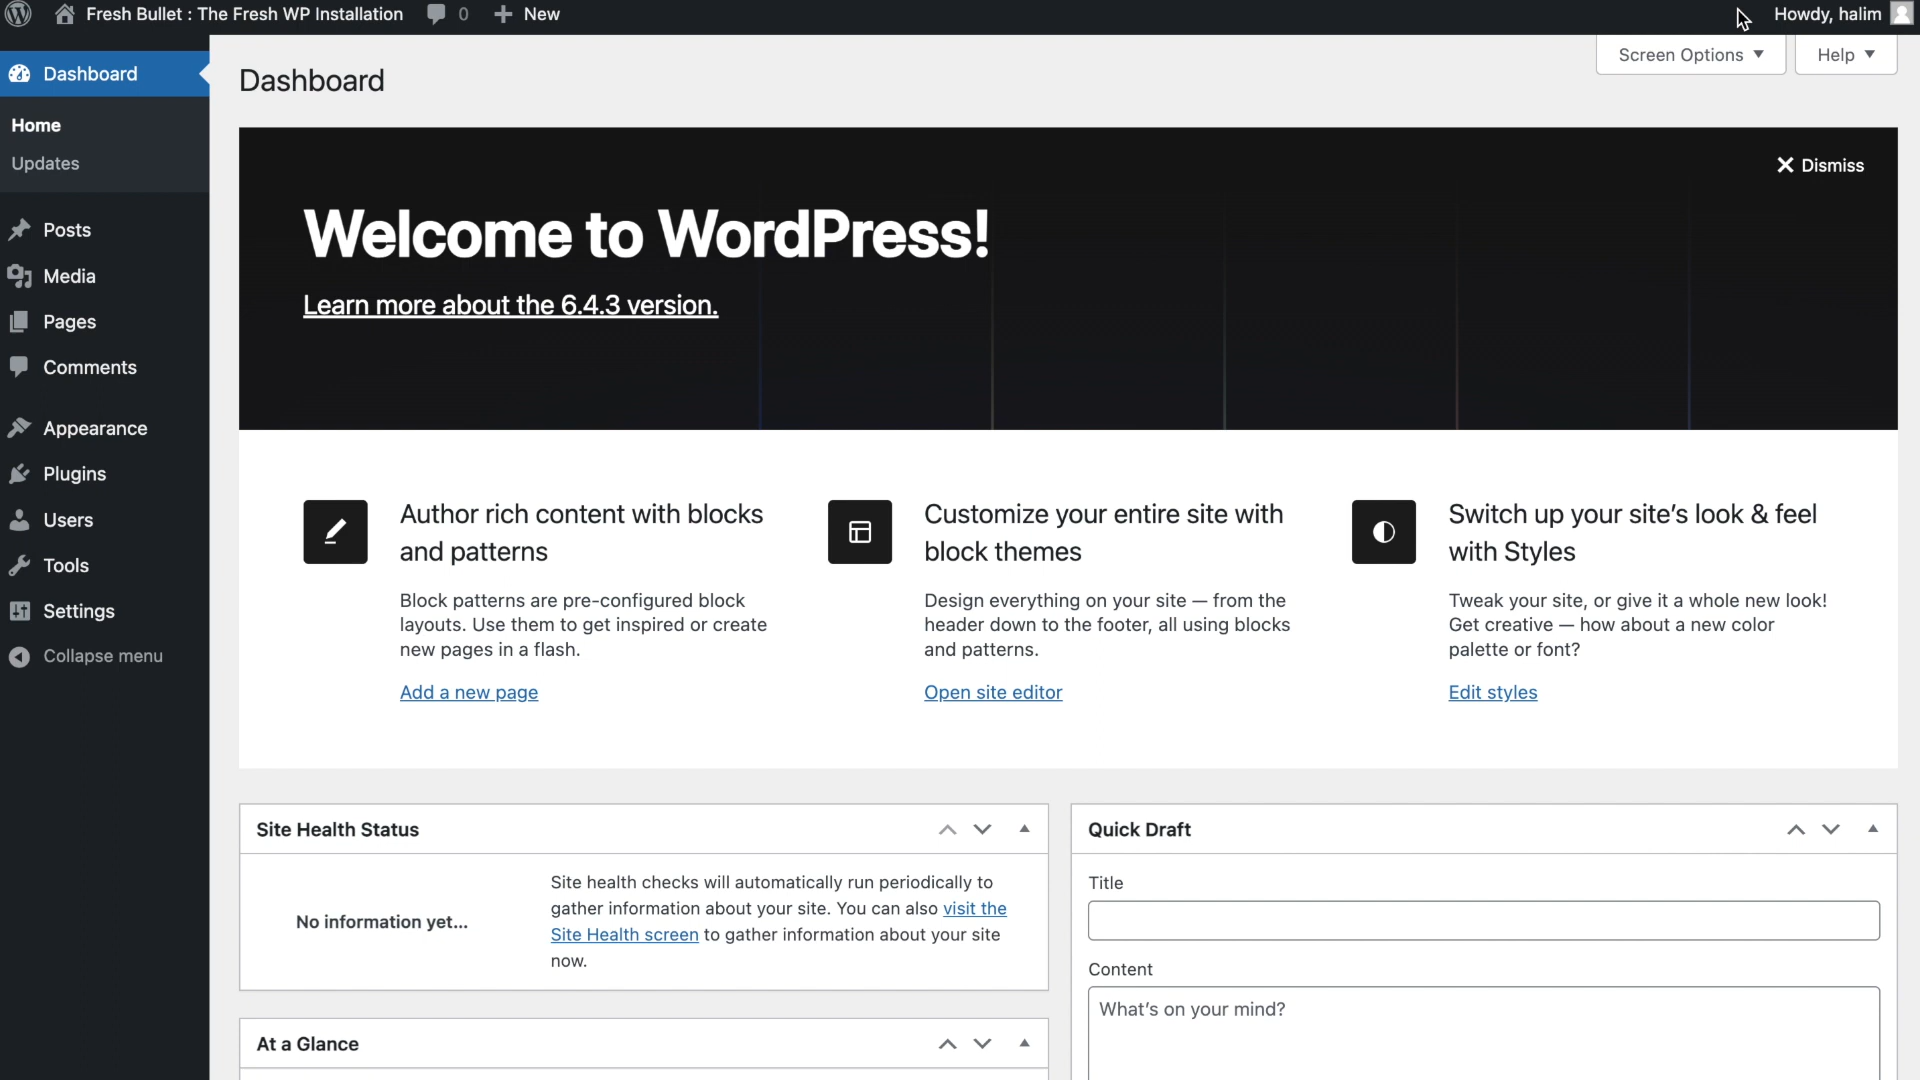 Fresh Bullet : The Fresh WP Installation
0
New
Howdy, halim
Screen Options
Help
Dashboard
Home
Updates
Posts
Media
Pages
Comments
Appearance
Plugins
Users
Tools
Settings
Collapse menu
Dashboard
Dismiss
Welcome to WordPress!
Learn more about the 6.4.3 version.
Author rich content with blocks
and patterns
Block patterns are pre-configured block
layouts. Use them to get inspired or create
new pages in a flash.
Add a new page
Customize your entire site with
block themes
Design everything on your site — from the
header down to the footer, all using blocks
and patterns.
Open site editor
Switch up your site’s look & feel
with Styles
Tweak your site, or give it a whole new look!
Get creative — how about a new color
palette or font?
Edit styles
Site Health Status
No information yet...
Site health checks will automatically run periodically to
gather information about your site. You can also visit the
Site Health screen to gather information about your site
now.
At a Glance
Quick Draft
Title
Content
What’s on your mind?